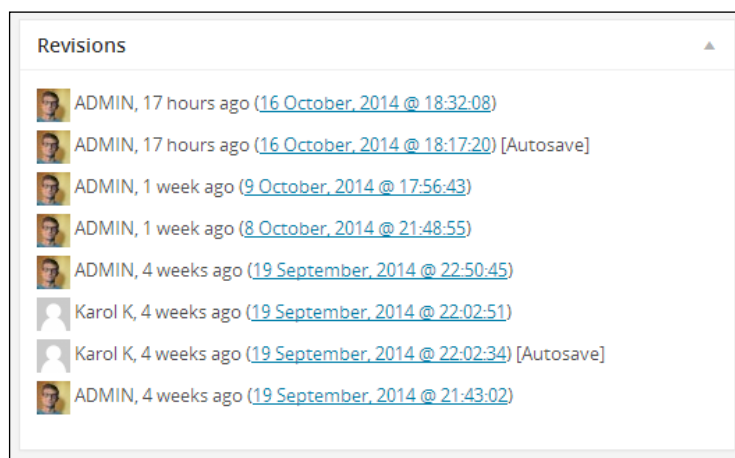 Revisions
ADMIN, 17 hours ago (16 October, 2014 @ 18:32:08)
ADMIN, 17 hours ago (16 October, 2014 @ 18:17:20) [Autosave]
ADMIN, 1 week ago (9 October, 2014 @ 17:56:43)
ADMIN, 1 week ago (8 October, 2014 @ 21:48:55)
ADMIN, 4 weeks ago (19 September, 2014 @ 22:50:45)
Karol K, 4 weeks ago (19 September, 2014 @ 22:02:51)
Karol K, 4 weeks ago (19 September, 2014 @ 22:02:34) [Autosave]
ADMIN, 4 weeks ago (19 September, 2014 @ 21:43:02)